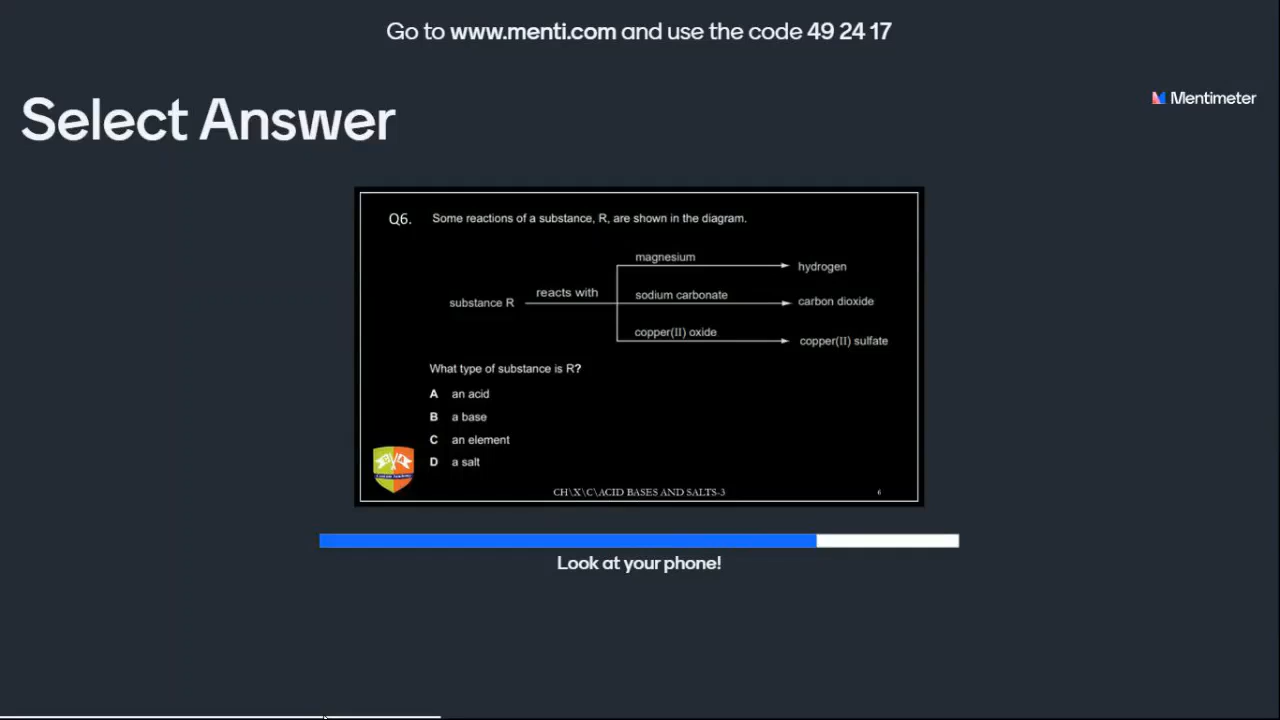 Go to www.menti.com and use the code 49 24 17
Mentimeter
Select Answer
Q6. Some reactions of a substance, R, are shown in the diagram.
magnesium
hydrogen
reacts with
sodium carbonate
substance R
carbon dioxide
copper(II) oxide
copper(II) sulfate
What type of substance is R?
A an acid
B a base
C an element
D a salt
CH\X\C\ACID BASES AND SALTS-3
6
Look at your phone!